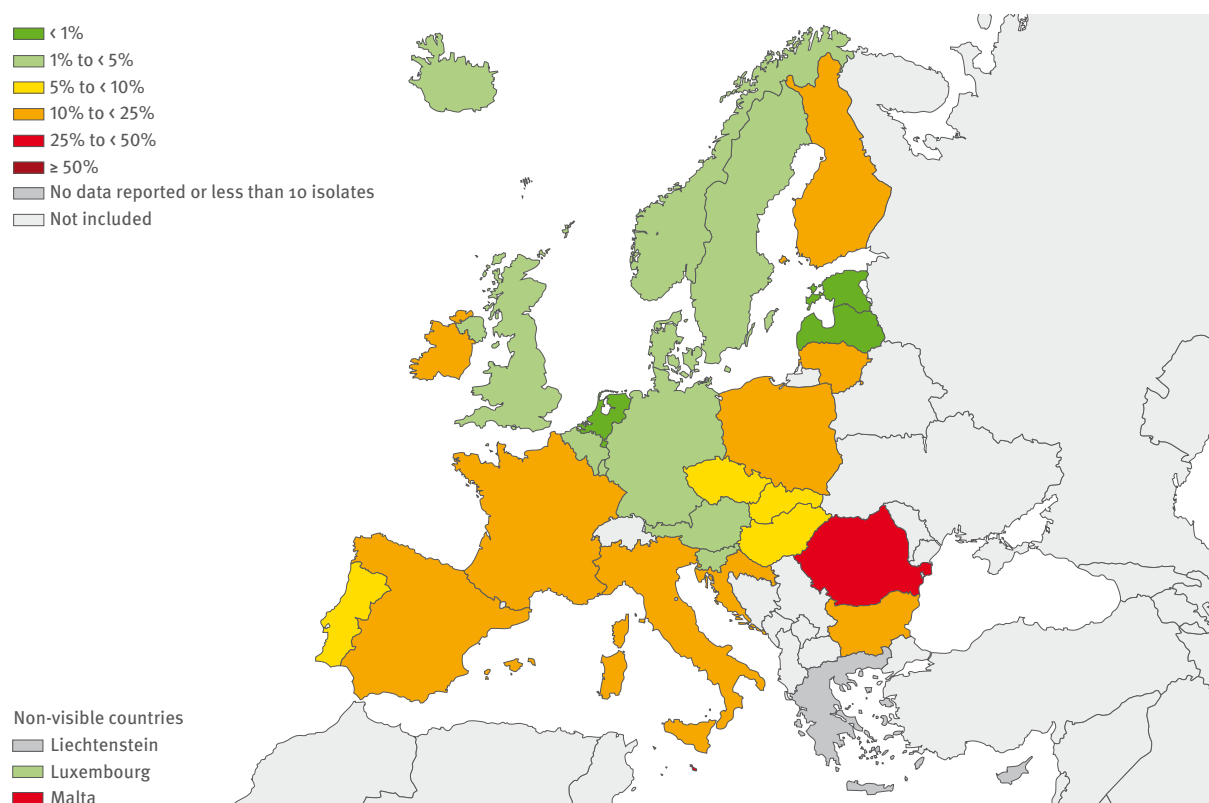 < 1%
1% to < 5%
5% to < 10%
10% to < 25%
25% to < 50%
≥ 50%
No data reported or less than 10 isolates
Not included
Non-visible countries
Liechtenstein
Luxembourg
Malta